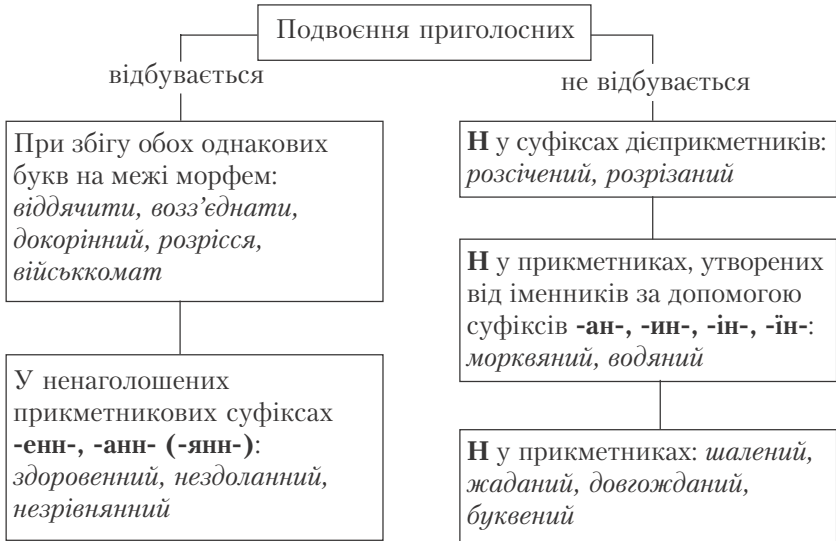 Подвоєння приголосних
відбувається
При збігу обох однакових
букв на межі морфем:
віддячити, возз'єднати,
докорінний, розрісся,
військкомат
У ненаголошених
прикметникових суфіксах
-енн-, -анн- (-янн-):
здоровенний, нездоланний,
незрівнянний
не відбувається
Н у суфіксах дієприкметників:
розсічений, розрізаний
Н у прикметниках, утворених
від іменників за допомогою
суфіксів -ан-, -ин-, -ін-, -їн-:
морквяний, водяний
Н у прикметниках: шалений,
жаданий, довгожданий,
буквений